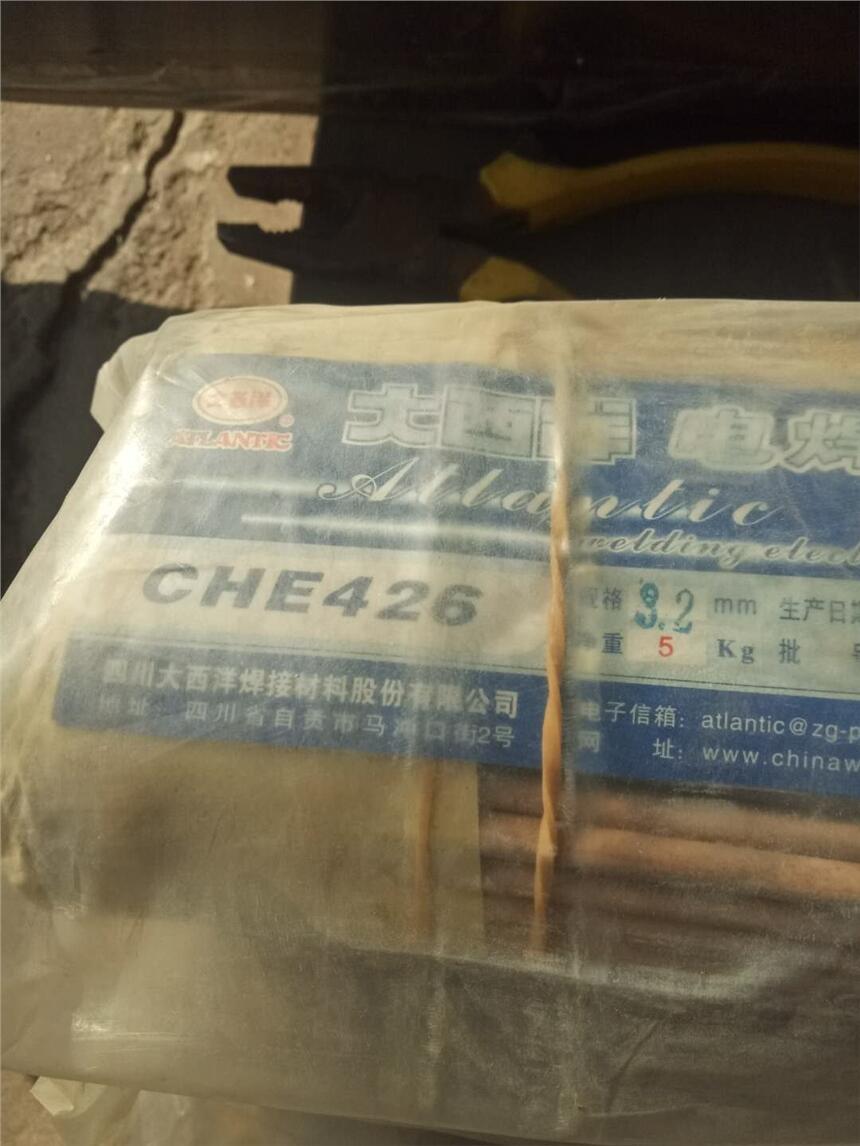 大西洋
ATLANTIC
大西洋 电焊
Atlantic
welding elec
CHE426
规格 3.2 mm 生产日期
净重 5 Kg 批 号
四川大西洋焊接材料股份有限公司
地址:四川省自贡市马冲口街2号
电子信箱:atlantic@zg-p
网 址:www.chinaw